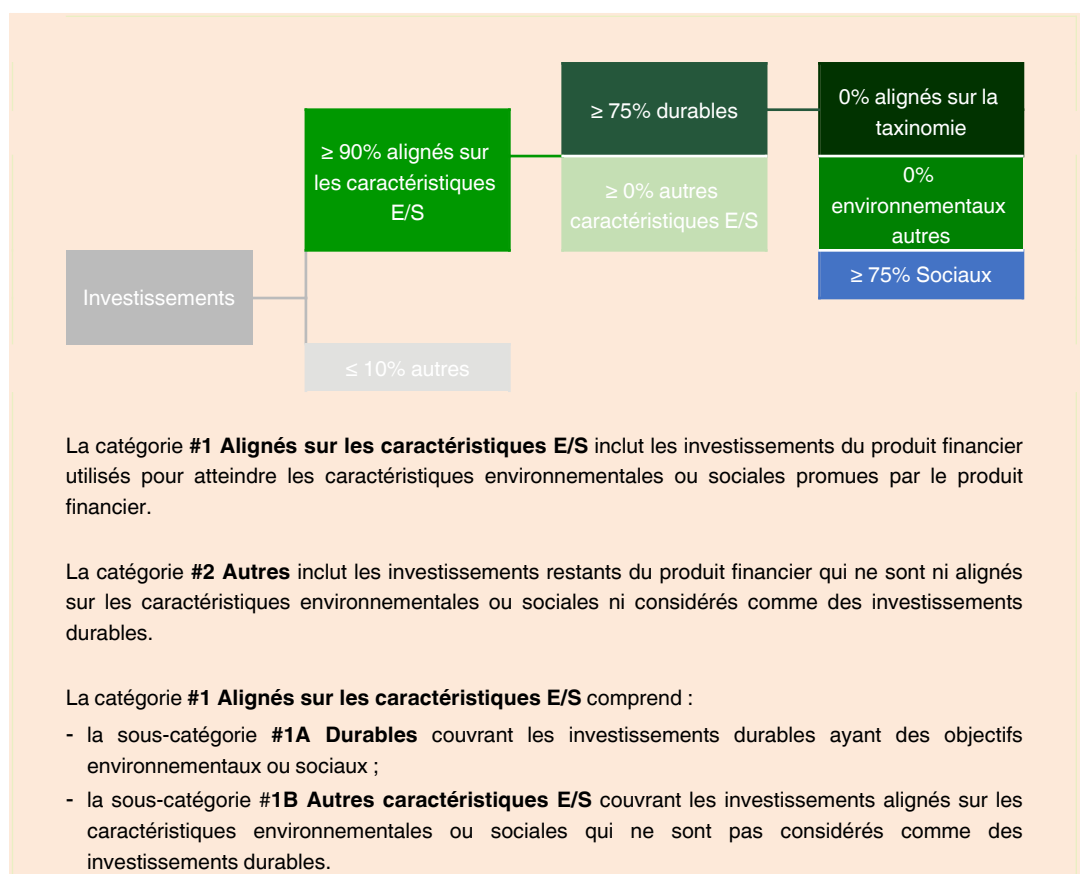 ≥ 75% durables
0% alignés sur la
taxinomie
≥ 90% alignés sur
les caractéristiques
E/S
≥ 0% autres
caractéristiques E/S
0%
environnementaux
autres
≥ 75% Sociaux
Investissements
≤ 10% autres
La catégorie #1 Alignés sur les caractéristiques E/S inclut les investissements du produit financier
utilisés pour atteindre les caractéristiques environnementales ou sociales promues par le produit
financier.
La catégorie #2 Autres inclut les investissements restants du produit financier qui ne sont ni alignés
sur les caractéristiques environnementales ou sociales ni considérés comme des investissements
durables.
La catégorie #1 Alignés sur les caractéristiques E/S comprend :
- la sous-catégorie #1A Durables couvrant les investissements durables ayant des objectifs
environnementaux ou sociaux ;
- la sous-catégorie #1B Autres caractéristiques E/S couvrant les investissements alignés sur les
caractéristiques environnementales ou sociales qui ne sont pas considérés comme des
investissements durables.